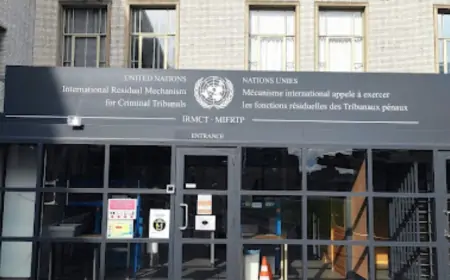 UNITED NATIONS
International Residual Mechanism
for Criminal Tribunals
NATIONS UNIES
Mécanisme international appelé à exercer
les fonctions résiduelles des Tribunaux pénaux
IRMCT · MIFRTP
ENTRANCE